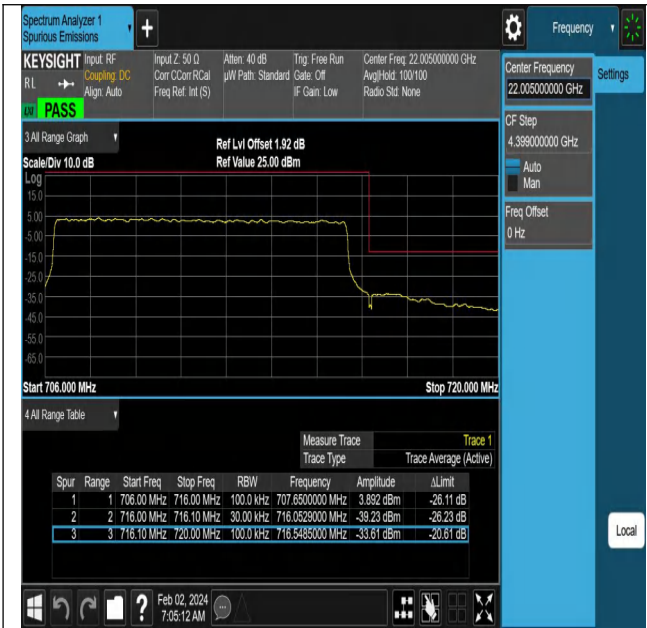 Spectrum Analyzer 1
Spurious Emissions
Frequency
KEYSIGHT
RL
Input: RF
Coupling: DC
Align: Auto
Input Z: 50 Ω
Corr CCorr RCal
Freq Ref: Int (S)
Atten: 40 dB
µW Path: Standard
Trig: Free Run
Gate: Off
IF Gain: Low
Center Freq: 22.005000000 GHz
Avg|Hold: 100/100
Radio Std: None
PASS
Center Frequency
22.005000000 GHz
Settings
CF Step
4.399000000 GHz
Auto
Man
Freq Offset
0 Hz
3 All Range Graph
Scale/Div 10.0 dB
Ref Lvl Offset 1.92 dB
Ref Value 25.00 dBm
Log
15.0
5.00
-5.00
-15.0
-25.0
-35.0
-45.0
-55.0
-65.0
Start 706.000 MHz
Stop 720.000 MHz
4 All Range Table
Measure Trace Trace 1
Trace Type Trace Average (Active)
Spur Range Start Freq Stop Freq RBW Frequency Amplitude ΔLimit
1 1 706.00 MHz 716.00 MHz 100.0 kHz 707.6500000 MHz 3.892 dBm -26.11 dB
2 2 716.00 MHz 716.10 MHz 30.00 kHz 716.0529000 MHz -39.23 dBm -26.23 dB
3 3 716.10 MHz 720.00 MHz 100.0 kHz 716.5485000 MHz -33.61 dBm -20.61 dB
Local
Feb 02, 2024
7:05:12 AM